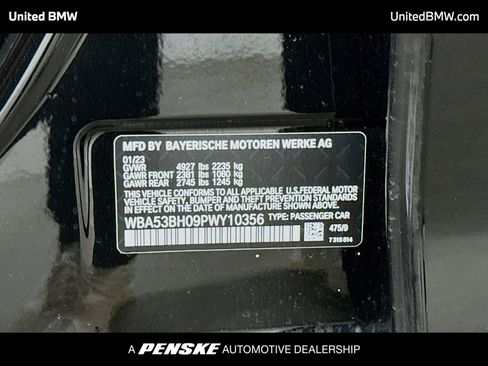 United BMW
UnitedBMW.com
MFD BY BAYERISCHE MOTOREN WERKE AG
01/23
GVWR 4927 lbs 2235 kg
GAWR FRONT 2381 lbs 1080 kg
GAWR REAR 2745 lbs 1245 kg
THIS VEHICLE CONFORMS TO ALL APPLICABLE U.S. FEDERAL MOTOR
VEHICLE SAFETY, BUMPER, AND THEFT PREVENTION STANDARDS
IN EFFECT ON THE DATE OF MANUFACTURE SHOWN ABOVE.
WBA53BH09PWY10356 TYPE: PASSENGER CAR
475/9
7 315 614
A PENSKE AUTOMOTIVE DEALERSHIP